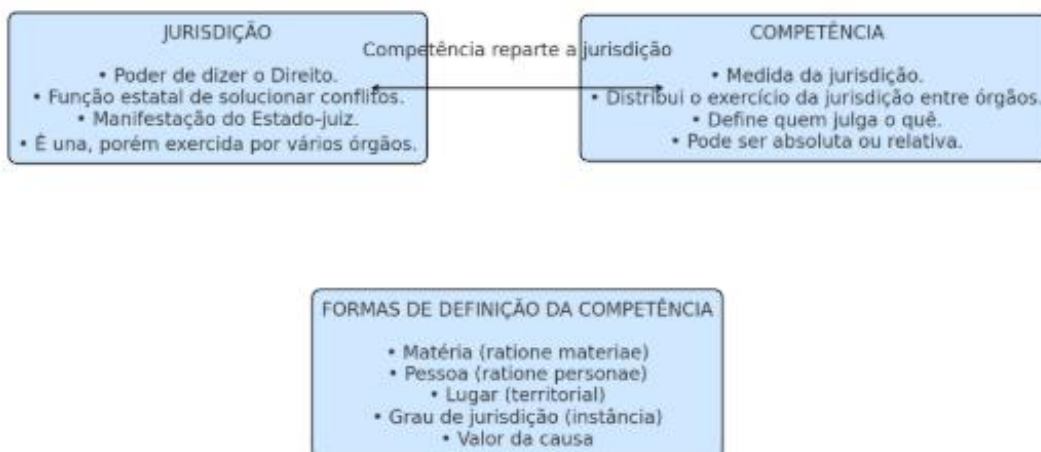 JURISDIÇÃO
• Poder de dizer o Direito.
• Função estatal de solucionar conflitos.
• Manifestação do Estado-juiz.
• É una, porém exercida por vários órgãos.
Competência reparte a jurisdição
COMPETÊNCIA
• Medida da jurisdição.
• Distribui o exercício da jurisdição entre órgãos.
• Define quem julga o quê.
• Pode ser absoluta ou relativa.
FORMAS DE DEFINIÇÃO DA COMPETÊNCIA
• Matéria (ratione materiae)
• Pessoa (ratione personae)
• Lugar (territorial)
• Grau de jurisdição (instância)
• Valor da causa